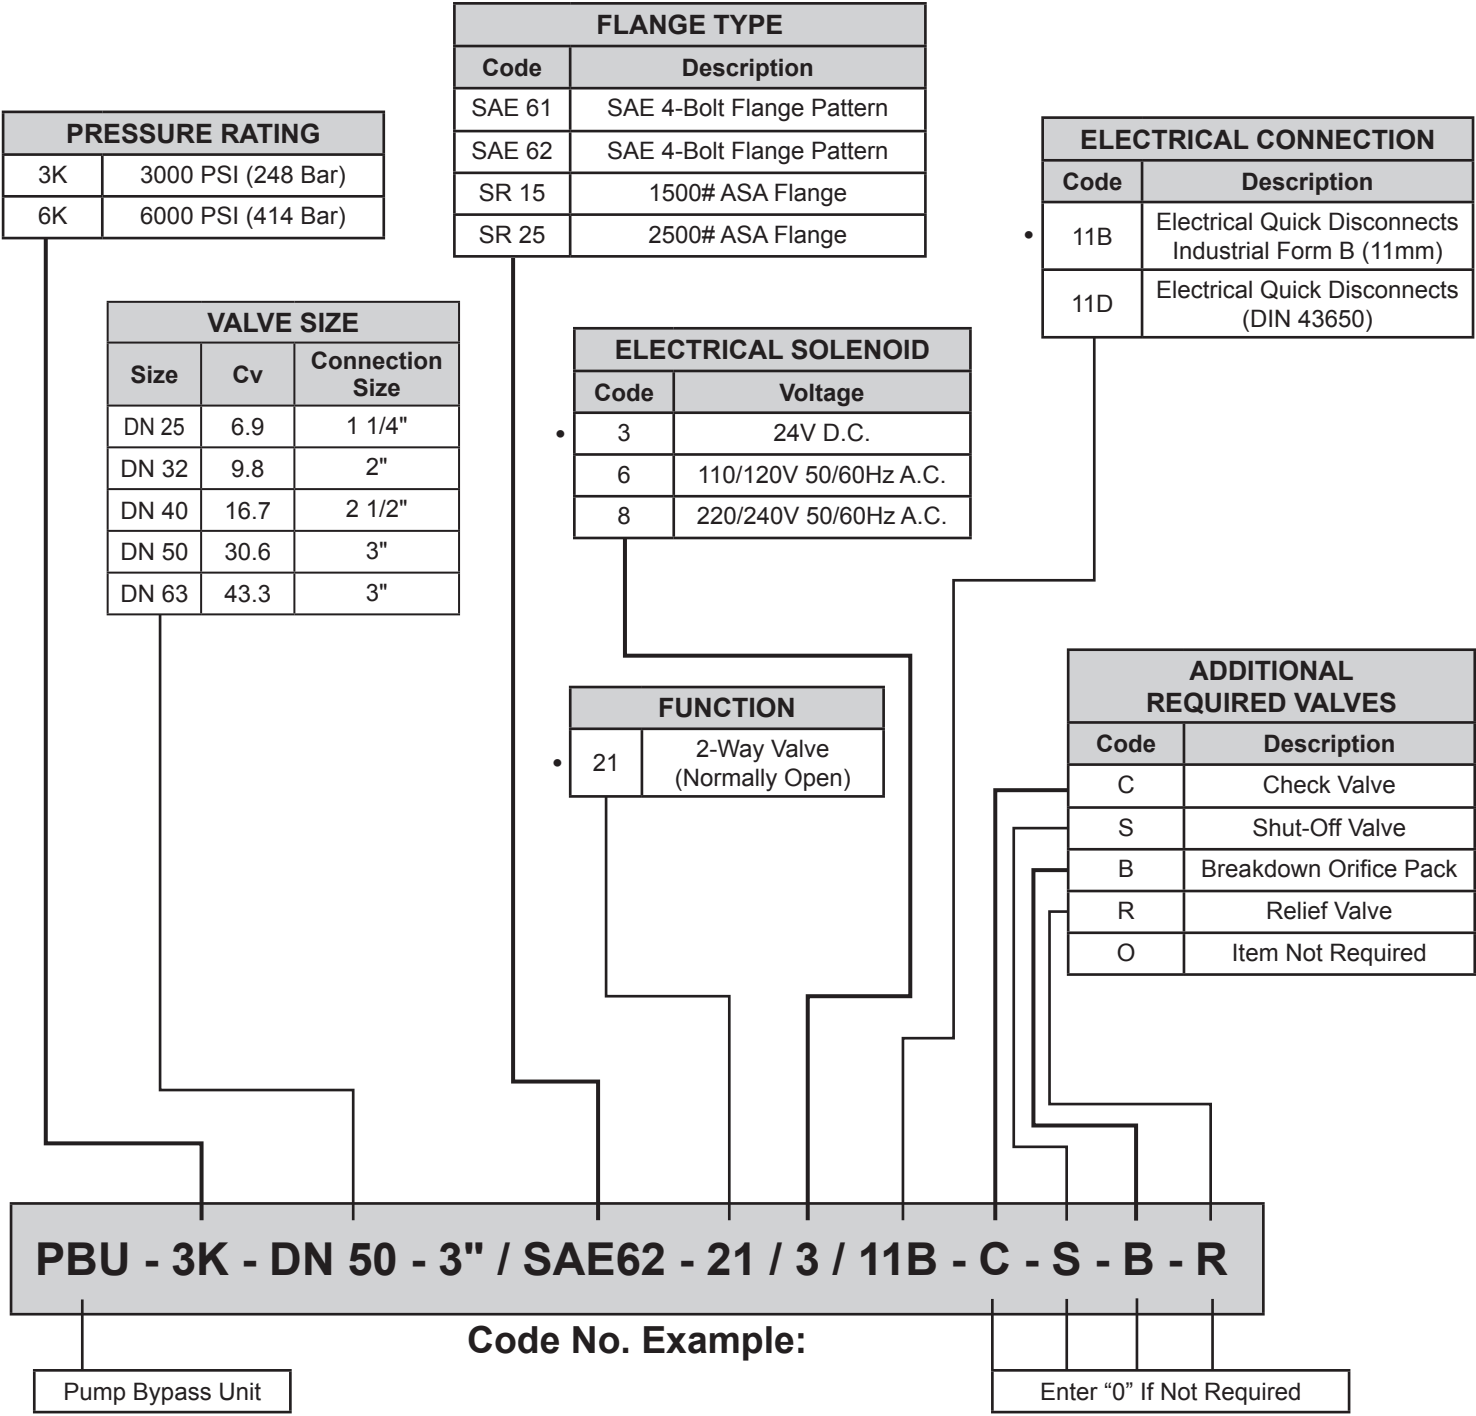 FLANGE TYPE
Code Description
SAE 61 SAE 4-Bolt Flange Pattern
SAE 62 SAE 4-Bolt Flange Pattern
SR 15 1500# ASA Flange
SR 25 2500# ASA Flange
PRESSURE RATING
3K 3000 PSI (248 Bar)
6K 6000 PSI (414 Bar)
ELECTRICAL CONNECTION
Code Description
• 11B Electrical Quick Disconnects
Industrial Form B (11mm)
11D Electrical Quick Disconnects
(DIN 43650)
VALVE SIZE
Size Cv Connection
Size
DN 25 6.9 1 1/4"
DN 32 9.8 2"
DN 40 16.7 2 1/2"
DN 50 30.6 3"
DN 63 43.3 3"
ELECTRICAL SOLENOID
Code Voltage
• 3 24V D.C.
6 110/120V 50/60Hz A.C.
8 220/240V 50/60Hz A.C.
FUNCTION
• 21 2-Way Valve
(Normally Open)
ADDITIONAL
REQUIRED VALVES
Code Description
C Check Valve
S Shut-Off Valve
B Breakdown Orifice Pack
R Relief Valve
O Item Not Required
PBU - 3K - DN 50 - 3" / SAE62 - 21 / 3 / 11B - C - S - B - R
Code No. Example:
Pump Bypass Unit
Enter “0” If Not Required